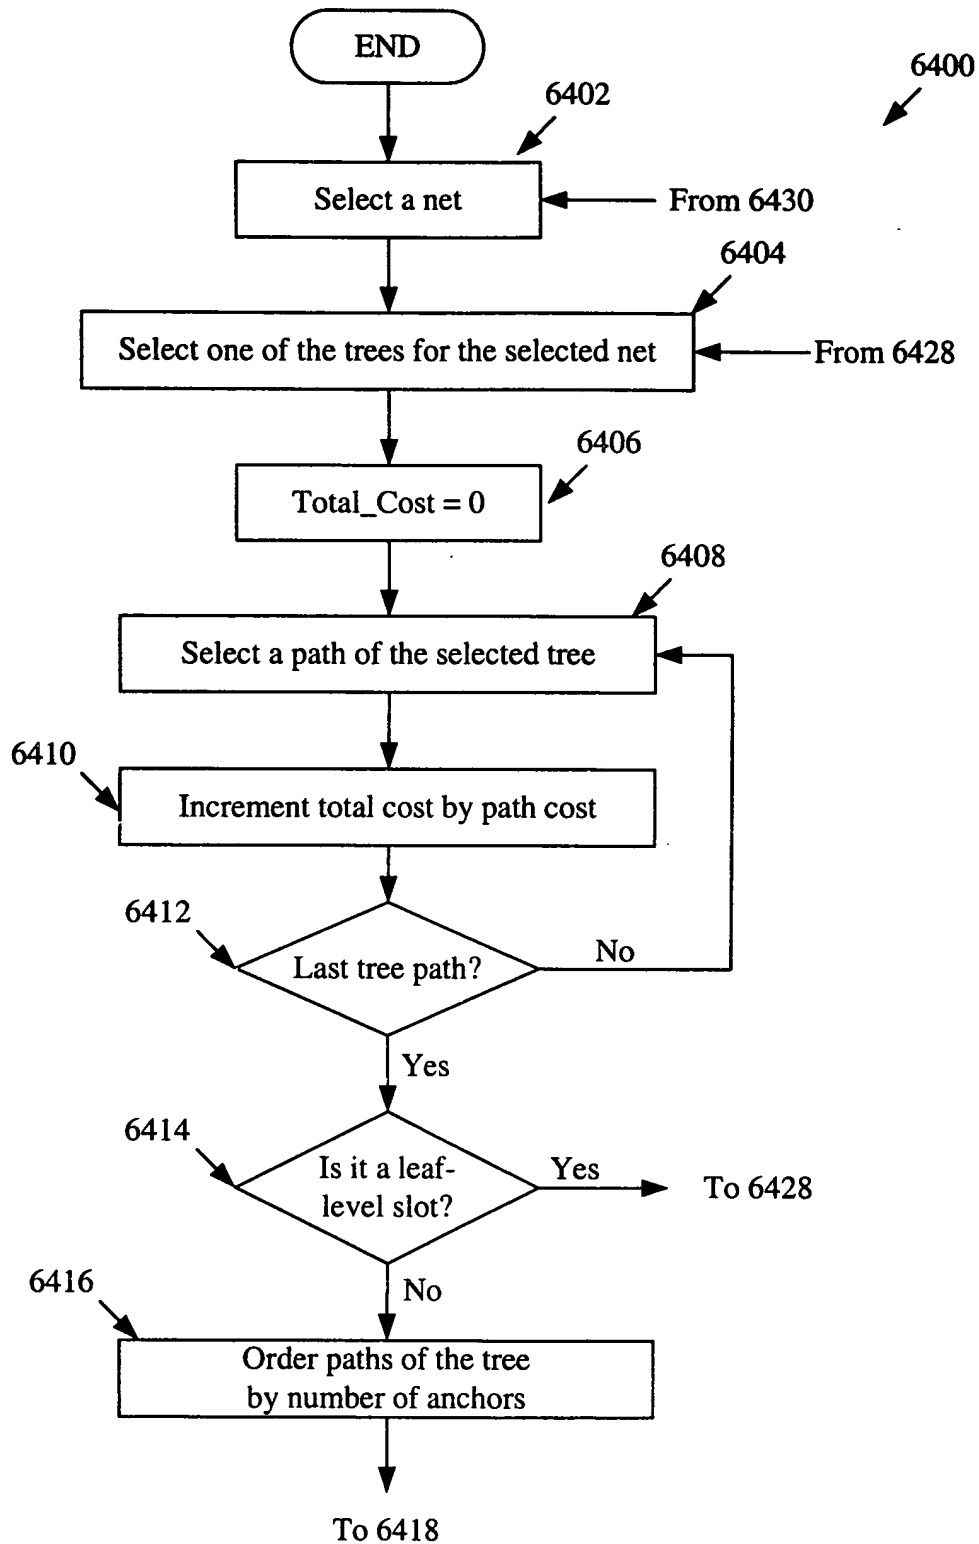 END
6400
6402
Select a net
From 6430
6404
Select one of the trees for the selected net
From 6428
6406
Total_Cost = 0
6408
Select a path of the selected tree
6410
Increment total cost by path cost
6412
Last tree path?
No
Yes
6414
Is it a leaf-
level slot?
Yes
To 6428
No
6416
Order paths of the tree
by number of anchors
To 6418